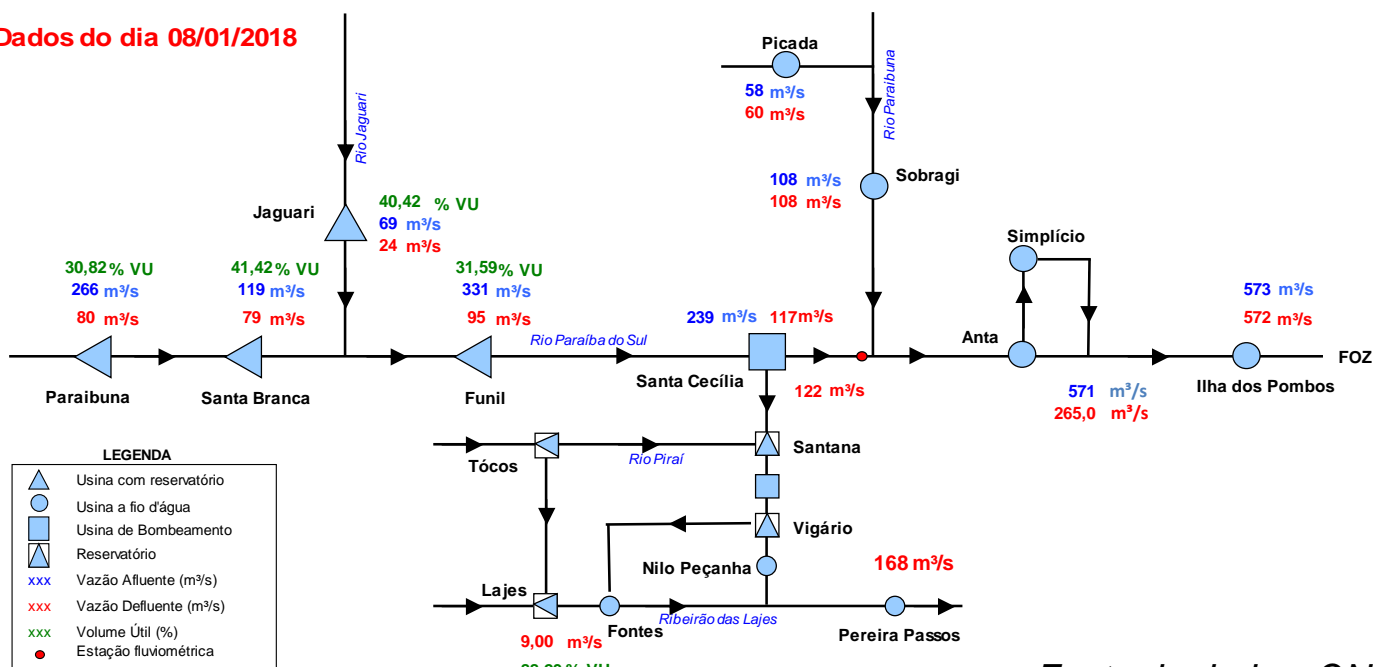 Dados do dia 08/01/2018
Picada
58 m³/s
60 m³/s
Rio Paraibuna
Rio Jaguari
Jaguari
40,42 % VU
69 m³/s
24 m³/s
108 m³/s
108 m³/s
Sobragi
Simplício
30,82 % VU
266 m³/s
80 m³/s
41,42 % VU
119 m³/s
79 m³/s
31,59 % VU
331 m³/s
95 m³/s
Rio Paraíba do Sul
239 m³/s 117 m³/s
573 m³/s
572 m³/s
Anta
FOZ
Paraibuna
Santa Branca
Funil
Santa Cecília
122 m³/s
571 m³/s
265,0 m³/s
Ilha dos Pombos
LEGENDA
Usina com reservatório
Usina a fio d'água
Usina de Bombeamento
Reservatório
xxx Vazão Afluente (m³/s)
xxx Vazão Defluente (m³/s)
xxx Volume Útil (%)
Estação fluviométrica
Tócos
Rio Piraí
Santana
Vigário
Nilo Peçanha
168 m³/s
Lajes
Fontes
Ribeirão das Lajes
Pereira Passos
9,00 m³/s
% VU